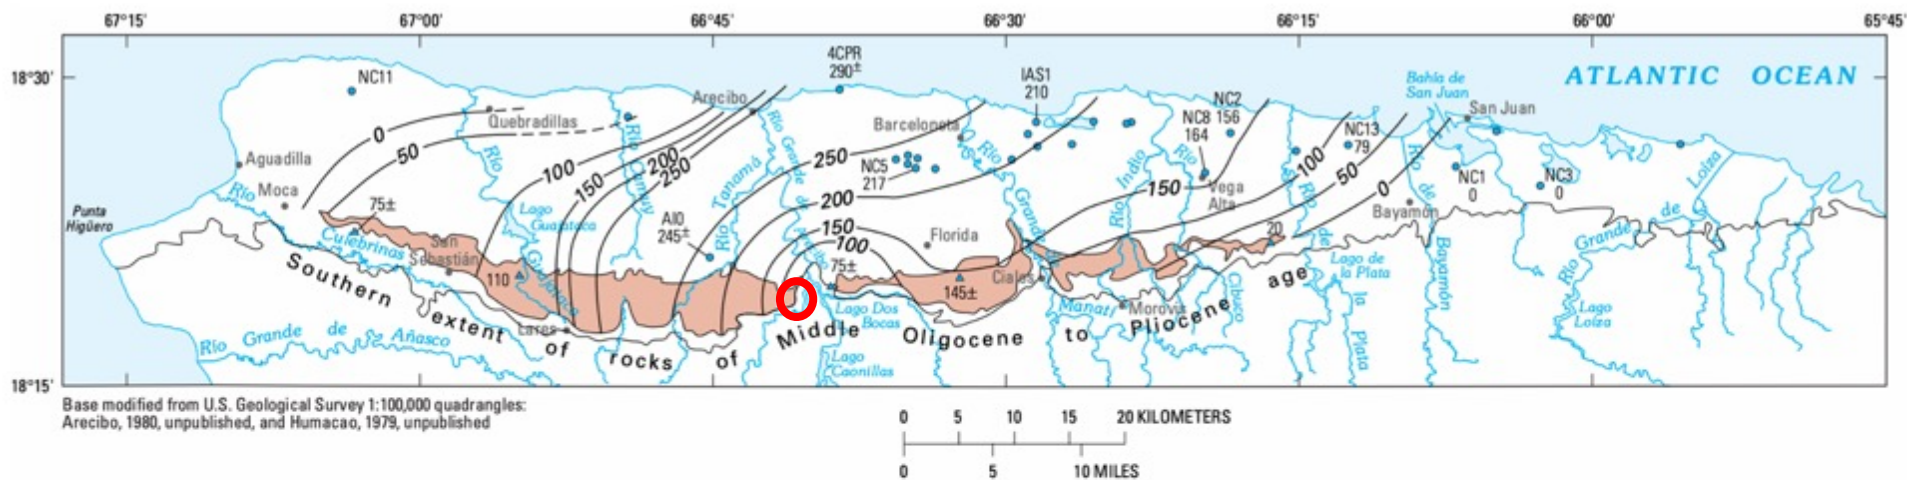 67°15'
67°00'
66°45'
66°30'
66°15'
66°00'
65°45'
18°30'
18°15'
ATLANTIC OCEAN
Bahía de
San Juan
San Juan
NC11
4CPR
290±
IAS1
210
NC2
156
NC8
164
NC13
79
NC5
217
NC1
0
NC3
0
AI0
245±
Arecibo
Quebradillas
Barceloneta
Aguadilla
Moca
Punta
Higüero
San
Sebastián
Lares
Florida
Ciales
Morovis
Vega
Alta
Bayamón
0
50
100
150
200
250
250
200
150
100
150
100
50
0
75±
110
75±
145±
20
Río
Culebrinas
Río
Lago
Guajataca
Guajataca
Río
Camuy
Río Tanamá
Río
Grande de
Arecibo
Lago Dos
Bocas
Lago
Caonillas
Río
Grande
Manatí
Río
Indio
Río
Cibuco
Río
de
la
Plata
Lago de
la Plata
Río
de
Bayamón
Río
Grande
de
Loíza
Lago
Loíza
Río Grande de Añasco
Southern extent of rocks of Middle Oligocene to Pliocene age
Base modified from U.S. Geological Survey 1:100,000 quadrangles:
Arecibo, 1980, unpublished, and Humacao, 1979, unpublished
0 5 10 15 20 KILOMETERS
0 5 10 MILES